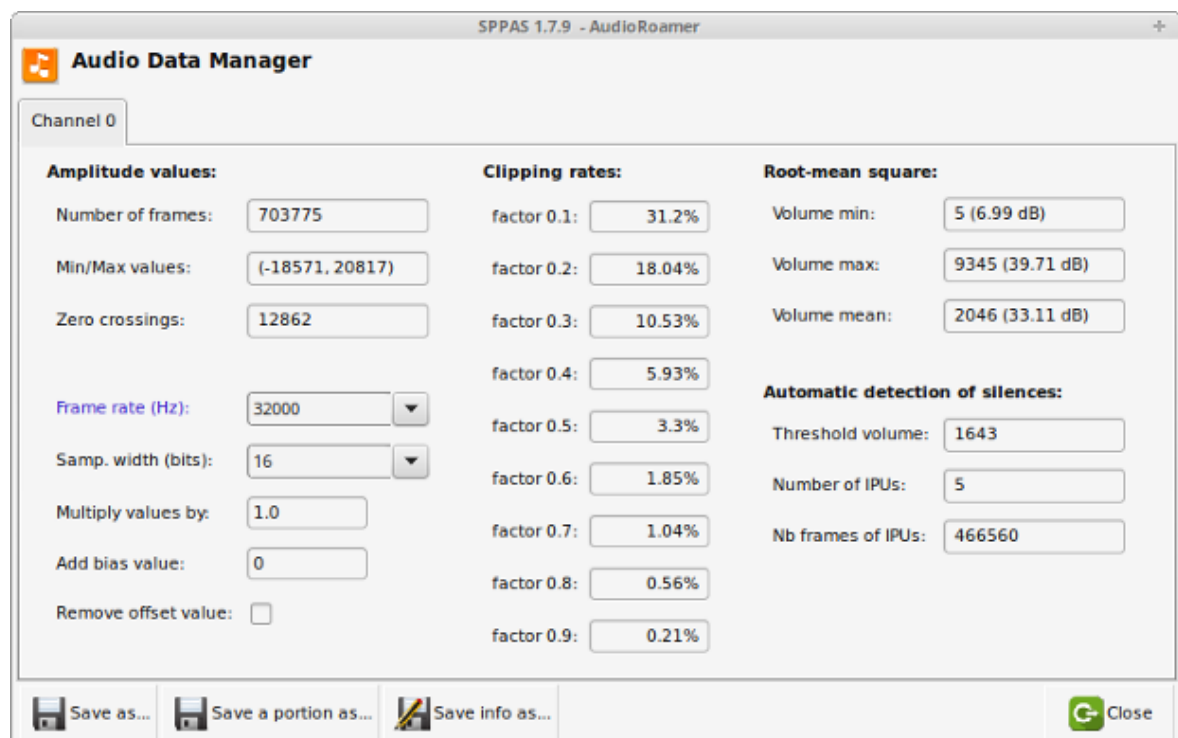 SPPAS 1.7.9 - AudioRoamer
Audio Data Manager
Channel 0
Amplitude values:
Number of frames: 703775
Min/Max values: (-18571, 20817)
Zero crossings: 12862
Frame rate (Hz): 32000
Samp. width (bits): 16
Multiply values by: 1.0
Add bias value: 0
Remove offset value:
Clipping rates:
factor 0.1: 31.2%
factor 0.2: 18.04%
factor 0.3: 10.53%
factor 0.4: 5.93%
factor 0.5: 3.3%
factor 0.6: 1.85%
factor 0.7: 1.04%
factor 0.8: 0.56%
factor 0.9: 0.21%
Root-mean square:
Volume min: 5 (6.99 dB)
Volume max: 9345 (39.71 dB)
Volume mean: 2046 (33.11 dB)
Automatic detection of silences:
Threshold volume: 1643
Number of IPUs: 5
Nb frames of IPUs: 466560
Save as...
Save a portion as...
Save info as...
Close